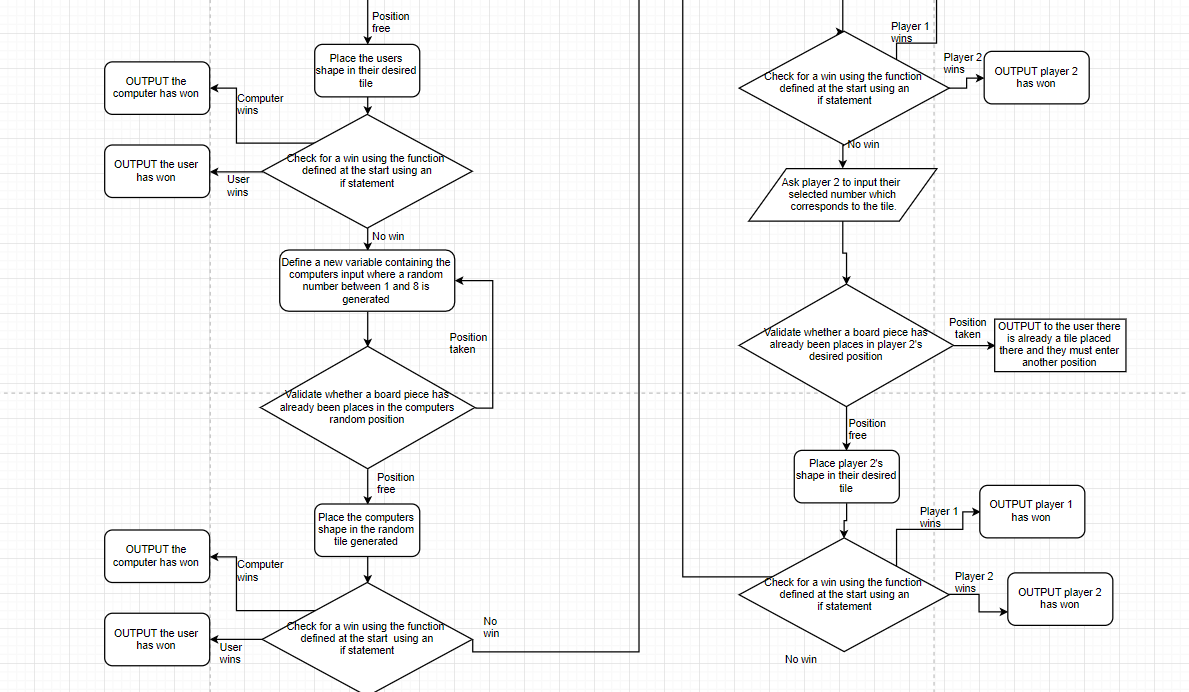 Position
free
Place the users
shape in their desired
tile
OUTPUT the
computer has won
Computer
wins
Check for a win using the function
defined at the start using an
if statement
OUTPUT the user
has won
User
wins
No win
Define a new variable containing the
computers input where a random
number between 1 and 8 is
generated
Position
taken
Validate whether a board piece has
already been places in the computers
random position
Position
free
Place the computers
shape in the random
tile generated
OUTPUT the
computer has won
Computer
wins
Check for a win using the function
defined at the start using an
if statement
OUTPUT the user
has won
User
wins
No
win
Player 1
wins
Player 2
wins
OUTPUT player 2
has won
Check for a win using the function
defined at the start using an
if statement
No win
Ask player 2 to input their
selected number which
corresponds to the tile.
Validate whether a board piece has
already been places in player 2's
desired position
Position
taken
OUTPUT to the user there
is already a tile placed
there and they must enter
another position
Position
free
Place player 2's
shape in their desired
tile
Player 1
wins
OUTPUT player 1
has won
Check for a win using the function
defined at the start using an
if statement
Player 2
wins
OUTPUT player 2
has won
No win